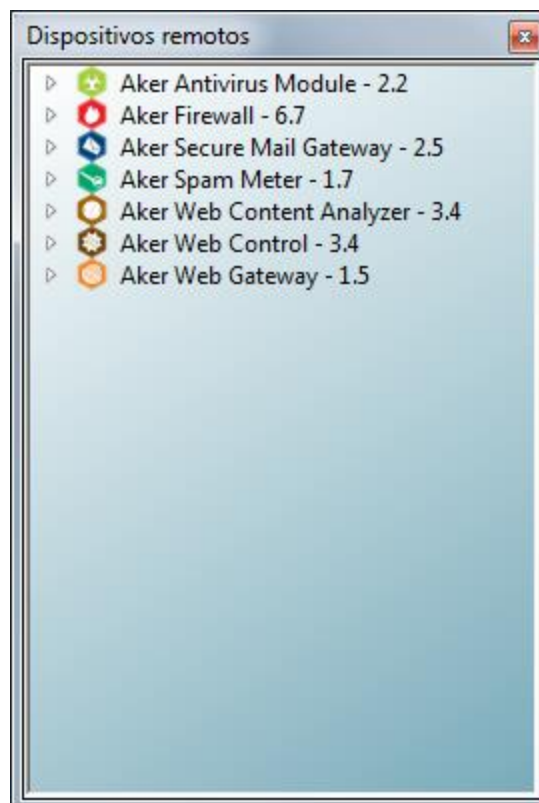 Dispositivos remotos
Aker Antivirus Module - 2.2
Aker Firewall - 6.7
Aker Secure Mail Gateway - 2.5
Aker Spam Meter - 1.7
Aker Web Content Analyzer - 3.4
Aker Web Control - 3.4
Aker Web Gateway - 1.5